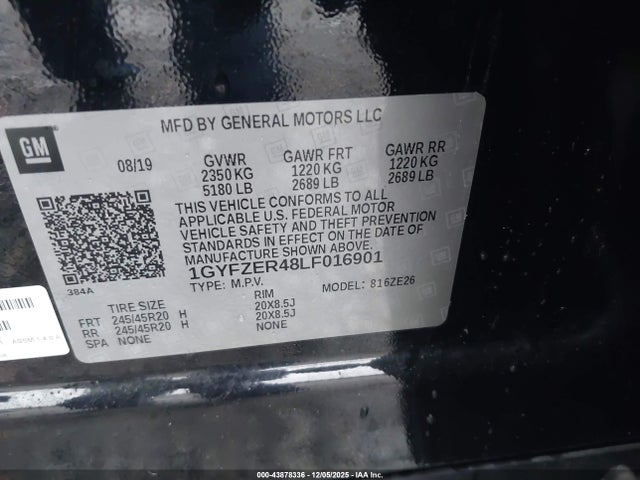 GM
MFD BY GENERAL MOTORS LLC
08/19
GVWR GAWR FRT GAWR RR
2350 KG 1220 KG 1220 KG
5180 LB 2689 LB 2689 LB
THIS VEHICLE CONFORMS TO ALL
APPLICABLE U.S. FEDERAL MOTOR
VEHICLE SAFETY AND THEFT PREVENTION
STANDARDS IN EFFECT ON THE DATE OF
MANUFACTURE SHOWN ABOVE.
1GYFZER48LF016901
TYPE: M.P.V. MODEL: 816ZE26
384A
TIRE SIZE RIM
FRT 245/45R20 H 20X8.5J
RR 245/45R20 H 20X8.5J
SPA NONE NONE
000-43878336 - 12/05/2025 - IAA Inc.